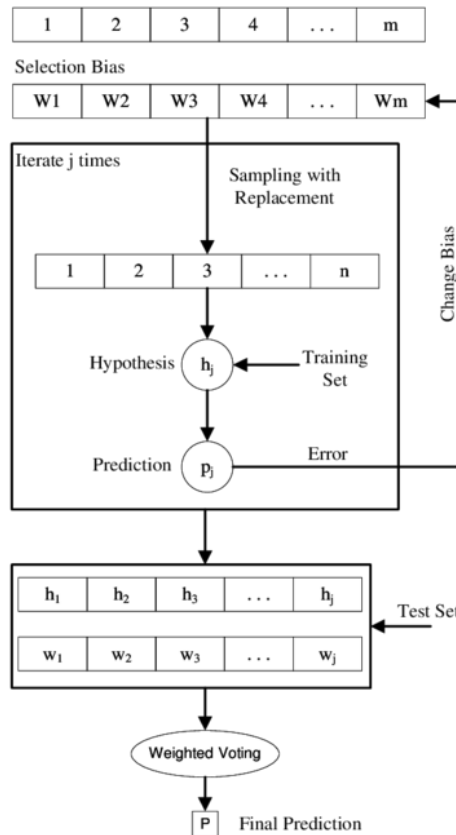 1 2 3 4 ... m
Selection Bias
W1 W2 W3 W4 ... Wm
Iterate j times
Sampling with
Replacement
1 2 3 ... n
Change Bias
Hypothesis hj Training
Set
Prediction pj Error
h1 h2 h3 ... hj
Test Set
w1 w2 w3 ... wj
Weighted Voting
P Final Prediction